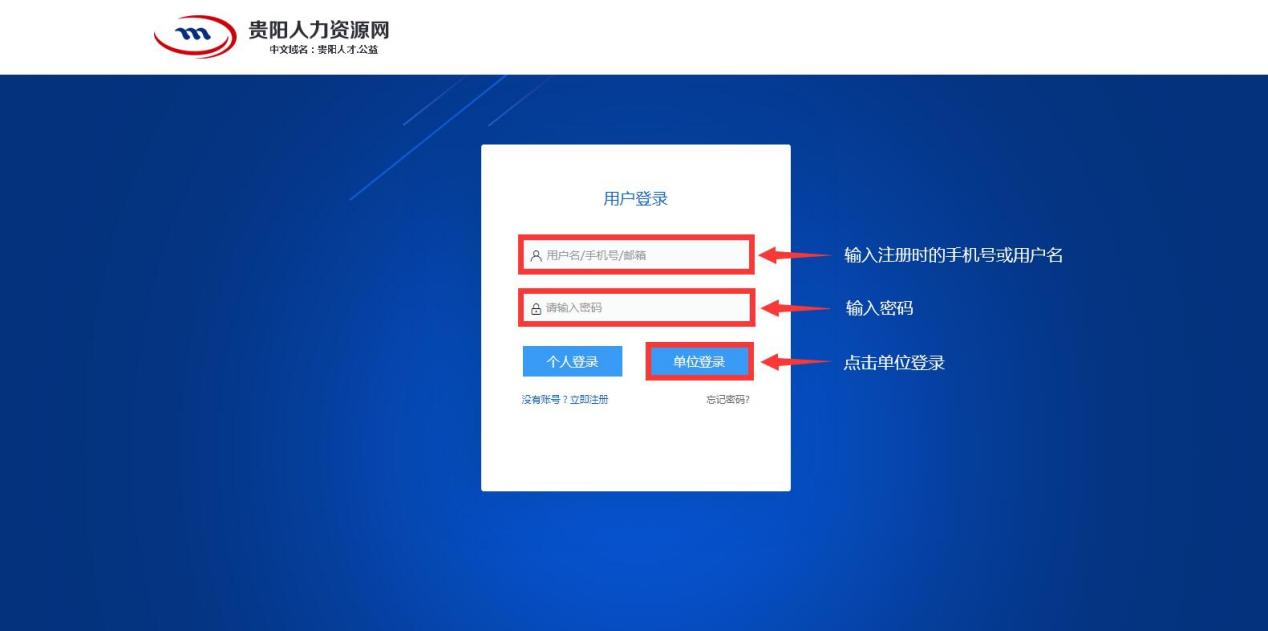 贵阳人力资源网
中文域名：贵阳人才.公益
用户登录
用户名/手机号/邮箱
输入注册时的手机号或用户名
请输入密码
输入密码
个人登录
单位登录
点击单位登录
没有账号？立即注册
忘记密码?